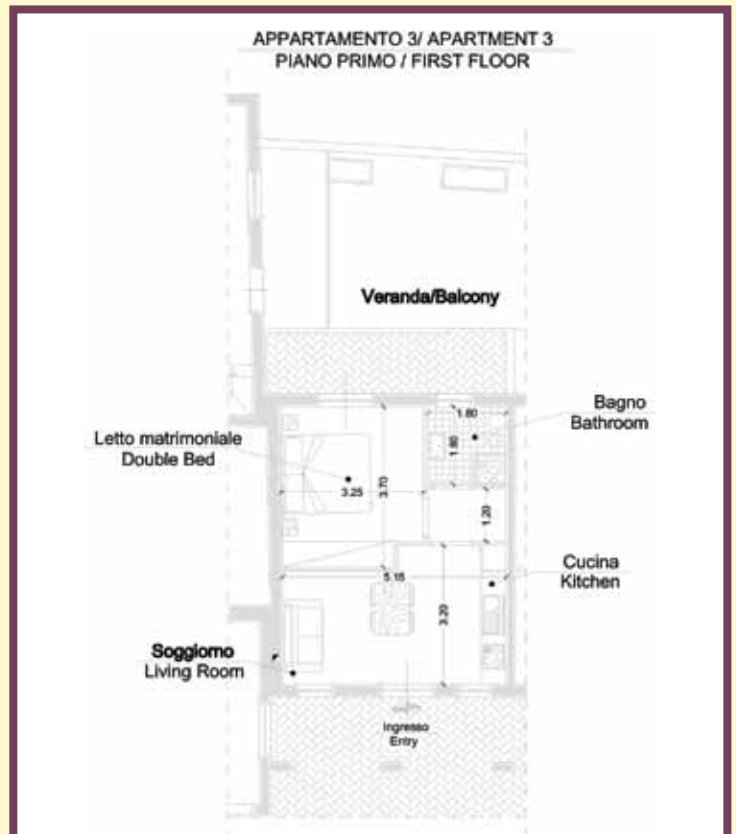 APPARTAMENTO 3/ APARTMENT 3
PIANO PRIMO / FIRST FLOOR
Veranda/Balcony
Bagno
Bathroom
1.80
1.80
Letto matrimoniale
Double Bed
3.25
3.70
1.20
Cucina
Kitchen
5.15
3.20
Soggiorno
Living Room
Ingresso
Entry